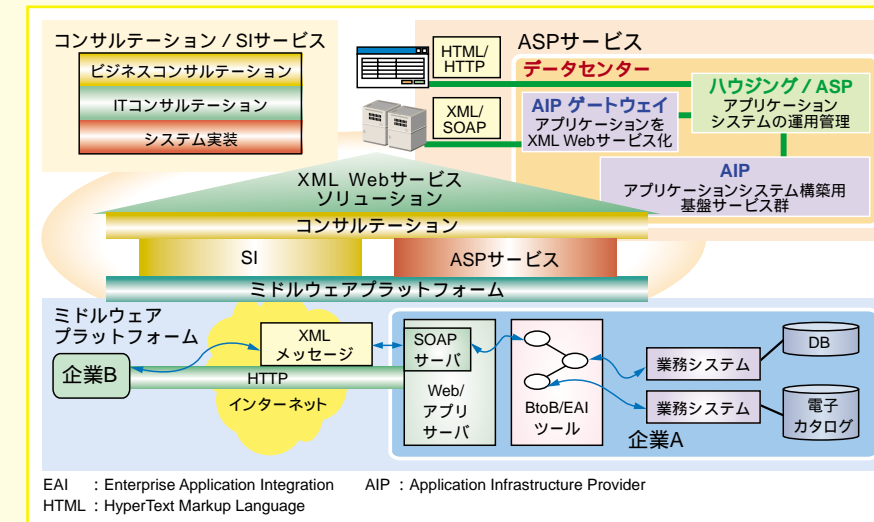 コンサルテーション / SIサービス
ビジネスコンサルテーション
ITコンサルテーション
システム実装
HTML/
HTTP
XML/
SOAP
ASPサービス
データセンター
AIP ゲートウェイ
アプリケーションを
XML Webサービス化
ハウジング / ASP
アプリケーション
システムの運用管理
AIP
アプリケーションシステム構築用
基盤サービス群
XML Webサービス
ソリューション
コンサルテーション
SI
ASPサービス
ミドルウェアプラットフォーム
ミドルウェア
プラットフォーム
企業B
XML
メッセージ
HTTP
インターネット
SOAP
サーバ
Web/
アプリ
サーバ
BtoB/EAI
ツール
業務システム
業務システム
DB
電子
カタログ
企業A
EAI : Enterprise Application Integration AIP : Application Infrastructure Provider
HTML : HyperText Markup Language